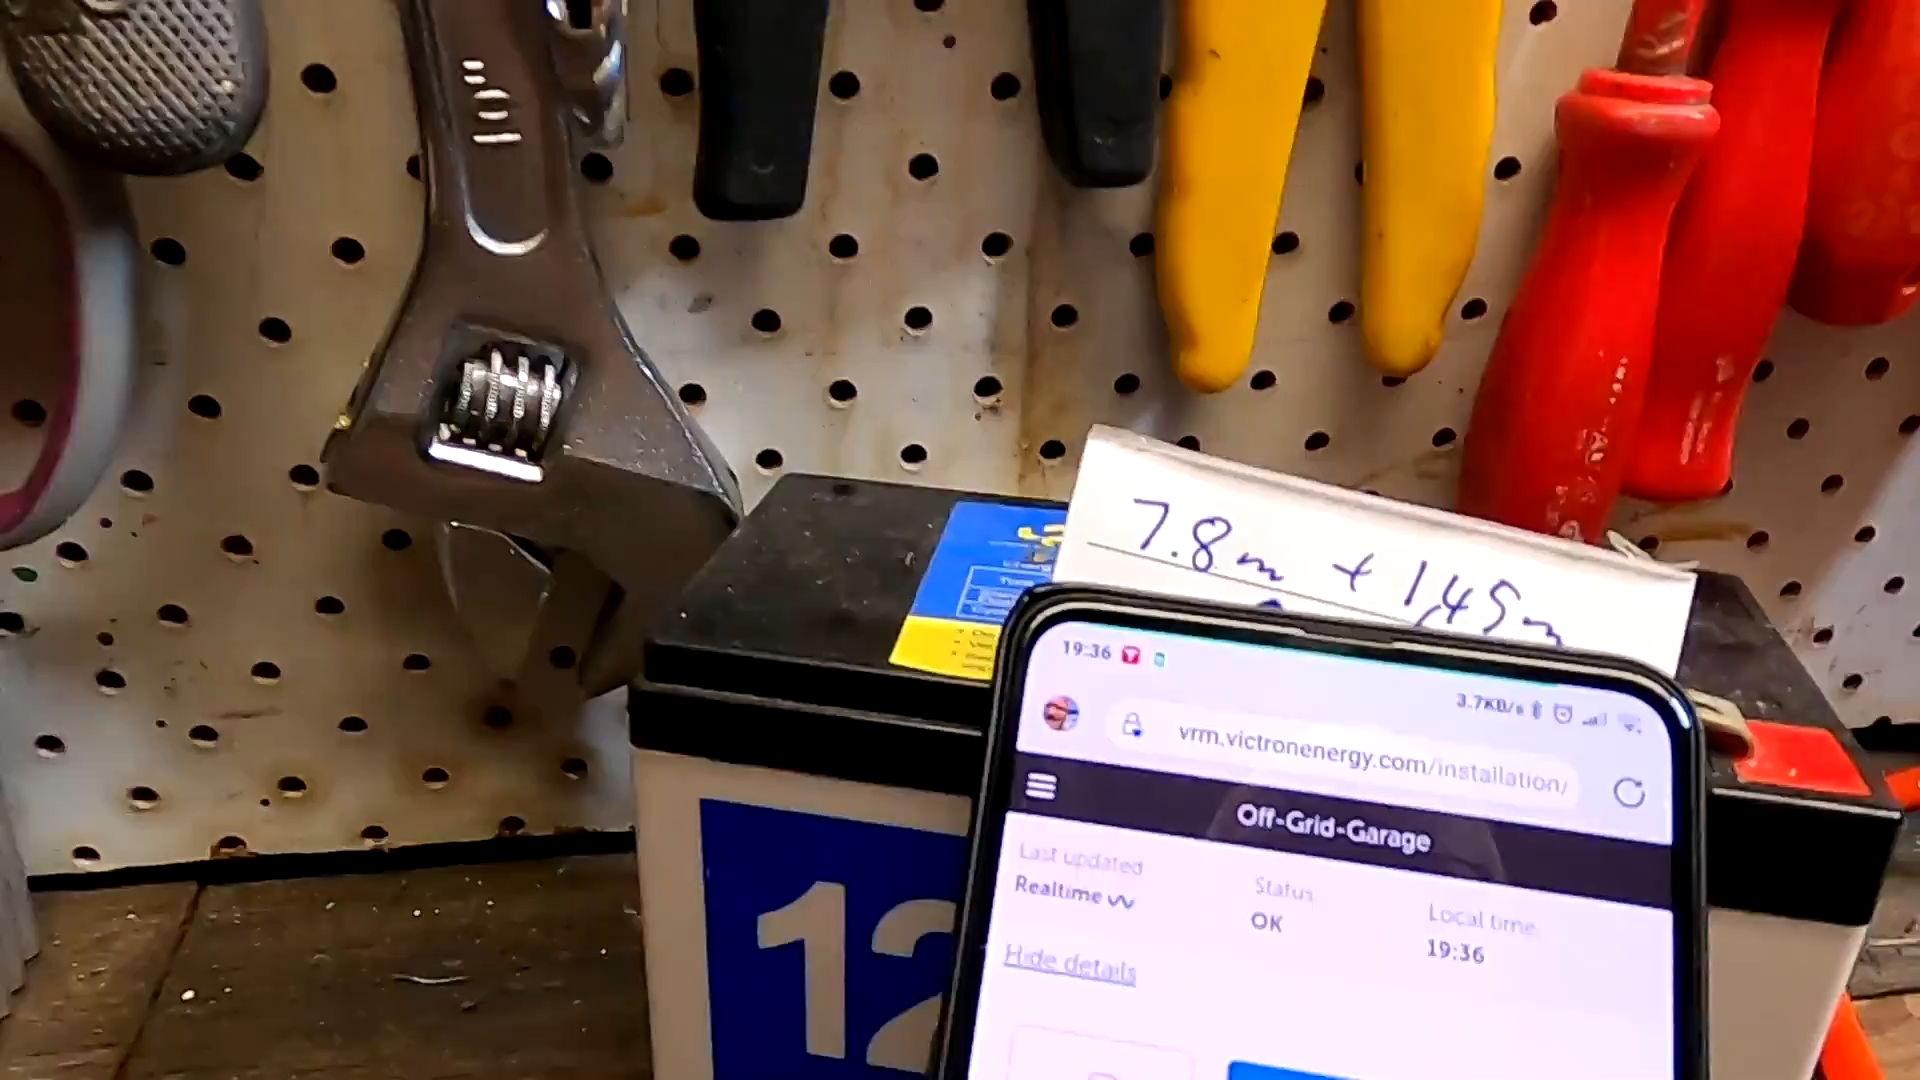 7.8m + 1,45m
19:36
3.7KB/s
vrm.victronenergy.com/installation/
Off-Grid-Garage
Last updated
Realtime
Status
OK
Local time
19:36
Hide details
12